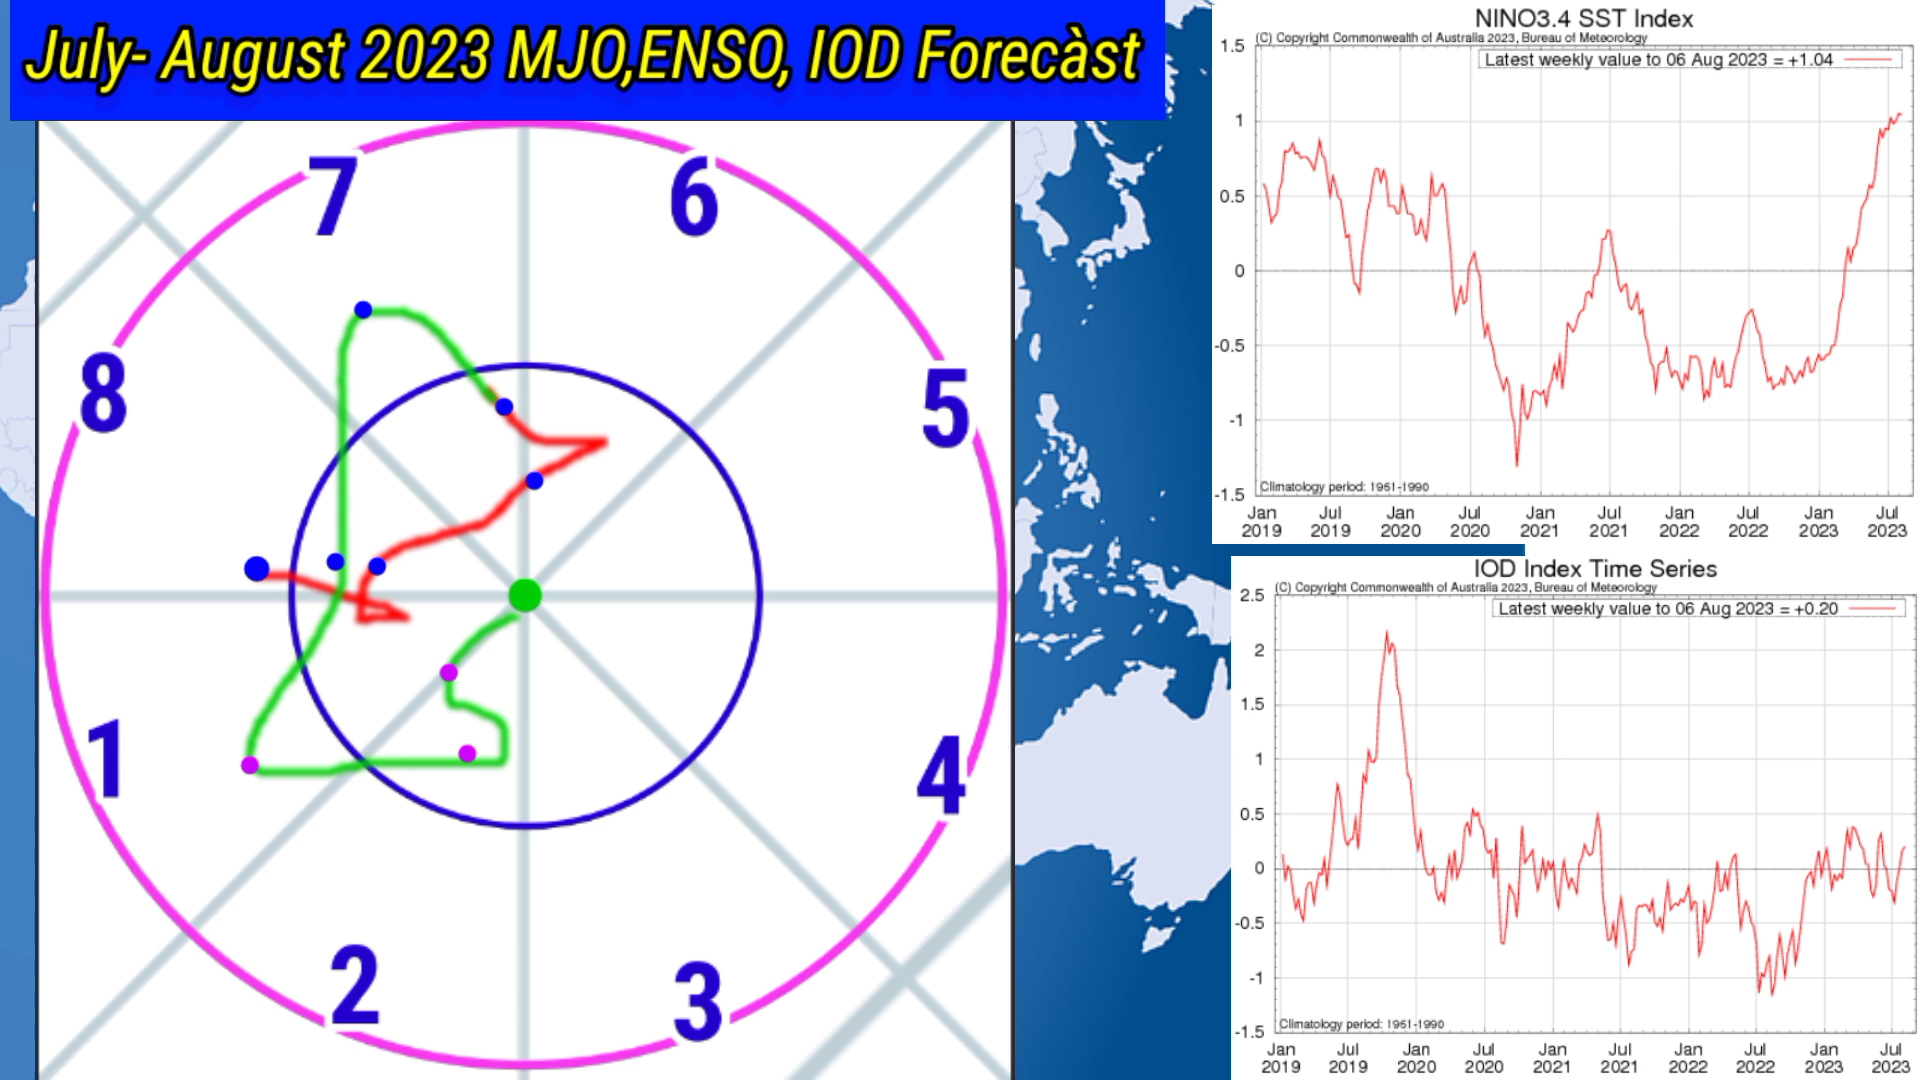 July- August 2023 MJO,ENSO, IOD Forecàst
7
6
8
5
1
4
2
3
NINO3.4 SST Index
(C) Copyright Commonwealth of Australia 2023, Bureau of Meteorology
Latest weekly value to 06 Aug 2023 = +1.04
1.5
1
0.5
0
-0.5
-1
-1.5
Climatology period: 1961-1990
Jan Jul Jan Jul Jan Jul Jan Jul Jan Jul
2019 2019 2020 2020 2021 2021 2022 2022 2023 2023
IOD Index Time Series
(C) Copyright Commonwealth of Australia 2023, Bureau of Meteorology
Latest weekly value to 06 Aug 2023 = +0.20
2.5
2
1.5
1
0.5
0
-0.5
-1
-1.5
Climatology period: 1961-1990
Jan Jul Jan Jul Jan Jul Jan Jul Jan Jul
2019 2019 2020 2020 2021 2021 2022 2022 2023 2023